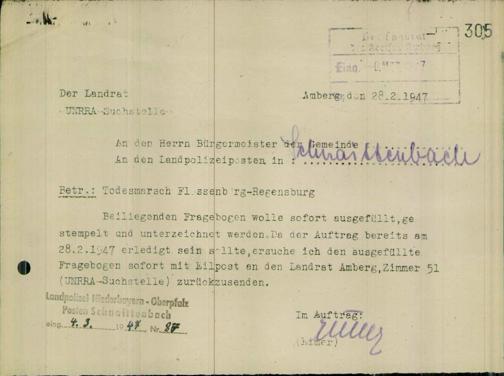 305
Eing.
Der Landrat
Amberg, den 28.2.1947
UNRRA-Suchstelle
An den Herrn Bürgermeister der Gemeinde
An den Landpolizeiposten in : Schnaittenbach
Betr.: Todesmarsch Flossenbürg-Regensburg
Beiliegenden Fragebogen wolle sofort ausgefüllt,ge
stempelt und unterzeichnet werden.Da der Auftrag bereits am
28.2.1947 erledigt sein sollte,ersuche ich den ausgefüllte
Fragebogen sofort mit Eilpost an den Landrat Amberg,Zimmer 51
(UNRRA-Suchstelle) zurückzusenden.
Landpolizei Niederbayern - Oberpfalz
Posten Schnaittenbach
eing. 4.3. 1947 Nr. 87
Im Auftrag: